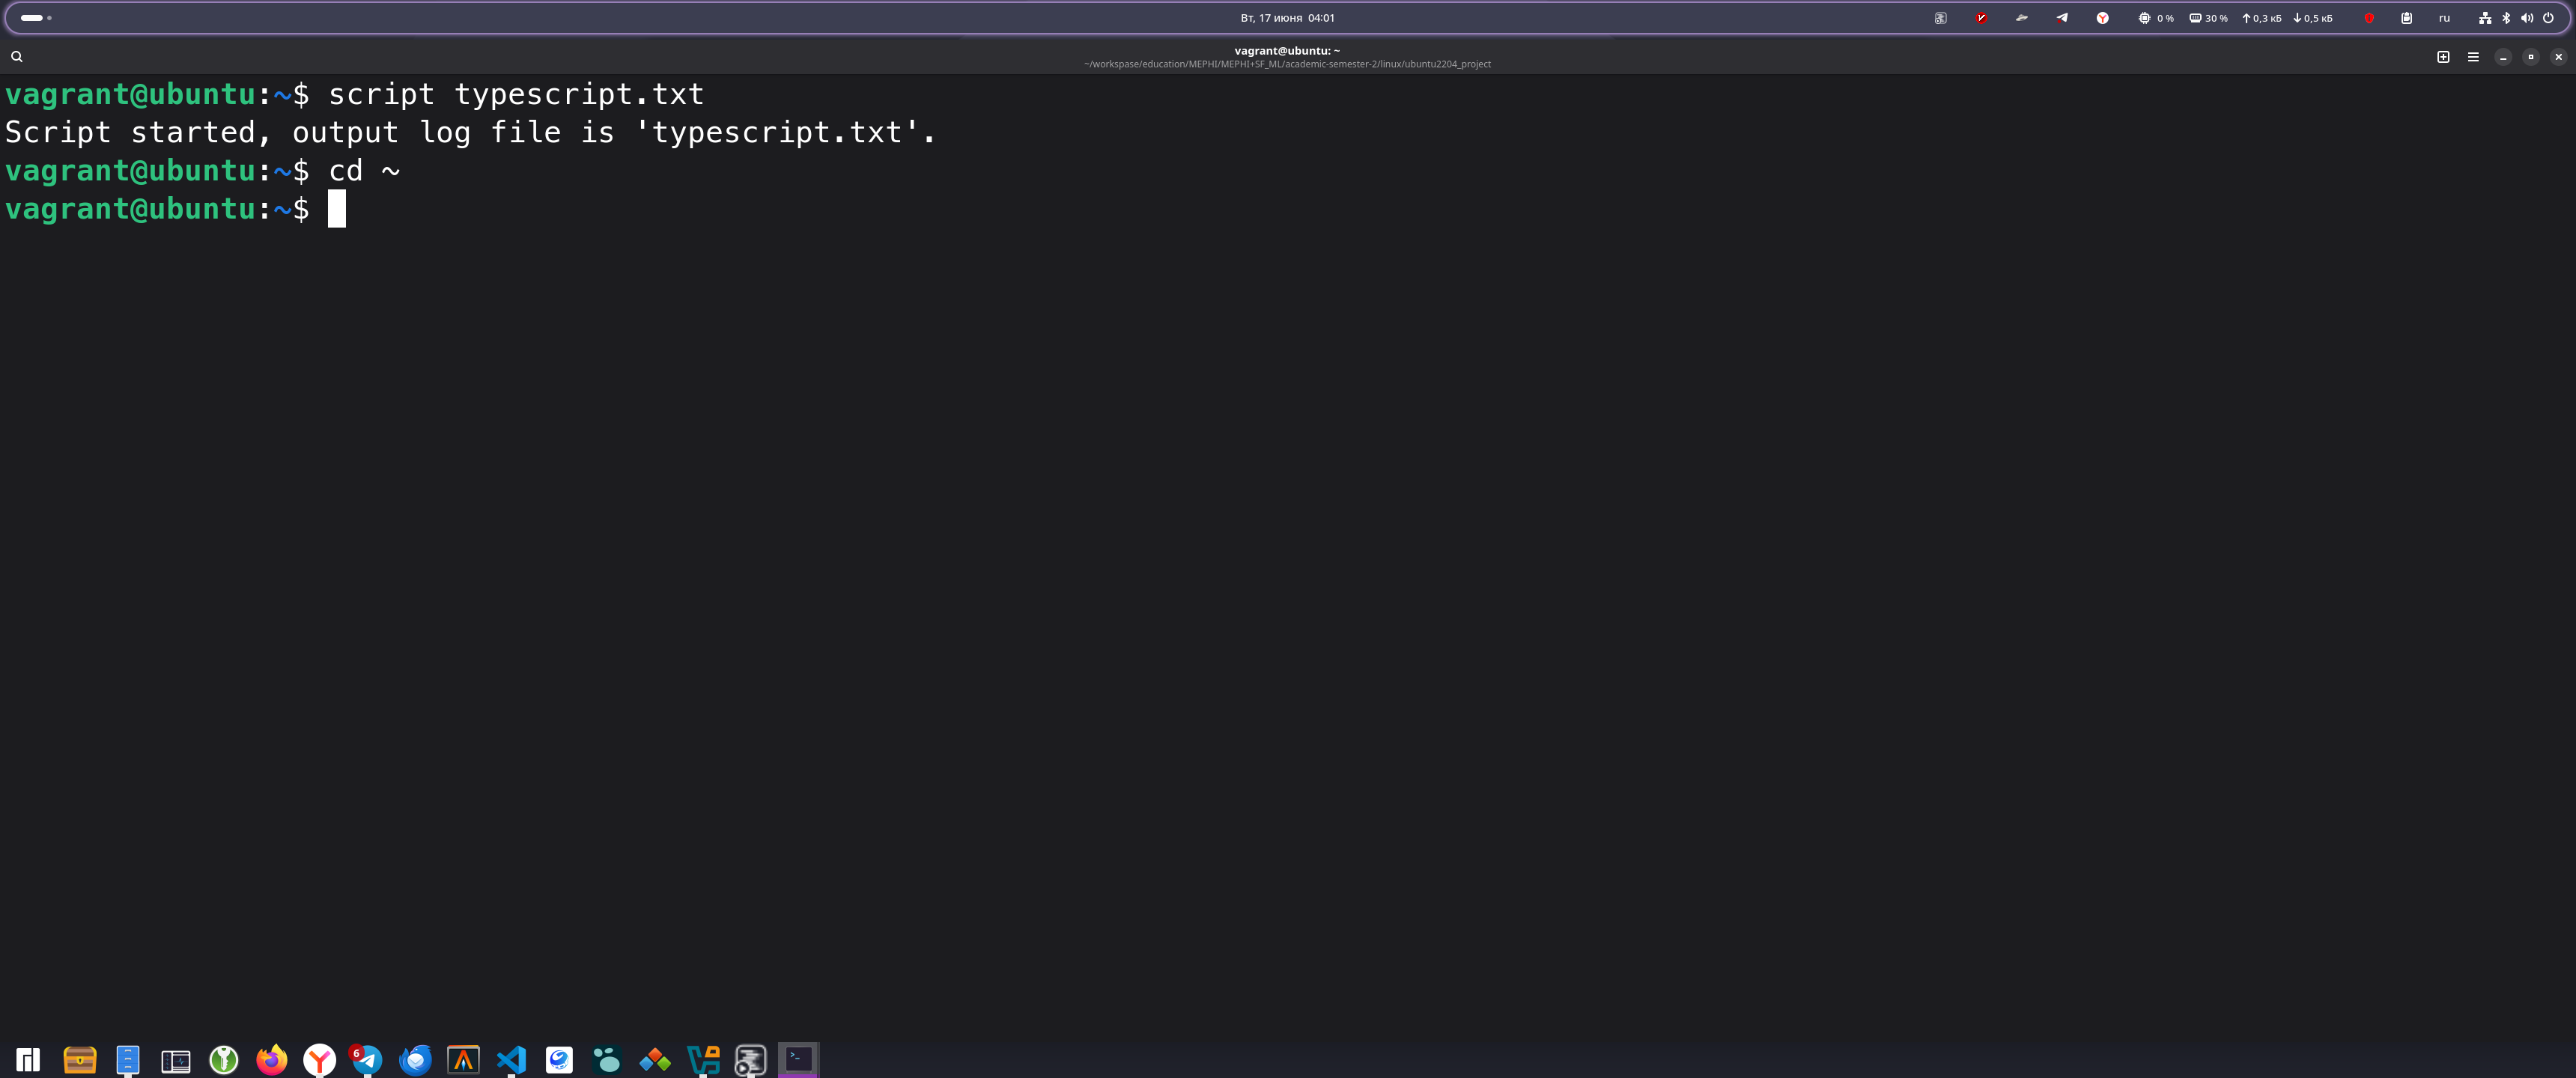 Вт, 17 июня 04:01
0 %
30 %
0,3 кБ
0,5 кБ
ru
vagrant@ubuntu: ~
~/workspase/education/MEPHI/MEPHI+SF_ML/academic-semester-2/linux/ubuntu2204_project
vagrant@ubuntu:~$ script typescript.txt
Script started, output log file is 'typescript.txt'.
vagrant@ubuntu:~$ cd ~
vagrant@ubuntu:~$
6